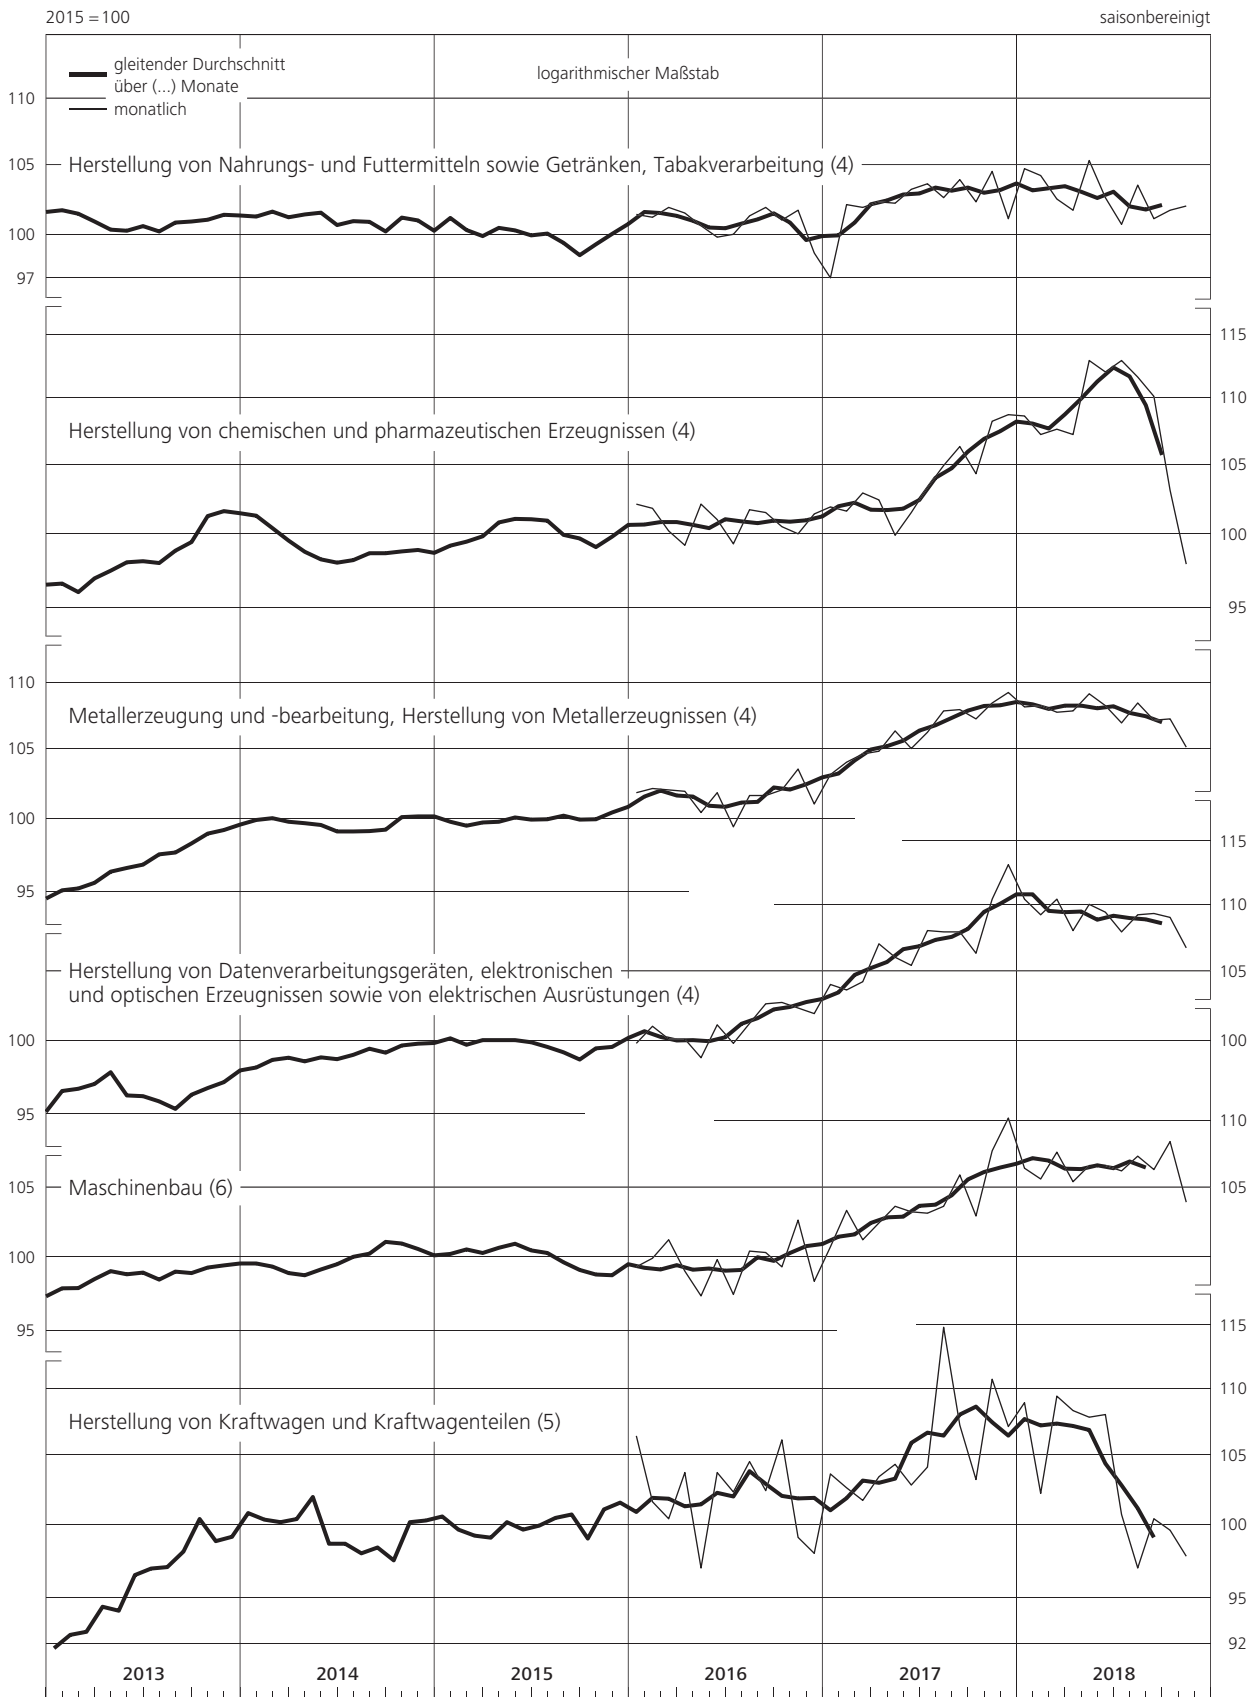 2015 = 100
saisonbereinigt
gleitender Durchschnitt
über (...) Monate
monatlich
logarithmischer Maßstab
110
105
Herstellung von Nahrungs- und Futtermitteln sowie Getränken, Tabakverarbeitung (4)
100
97
115
110
Herstellung von chemischen und pharmazeutischen Erzeugnissen (4)
105
100
95
110
Metallerzeugung und -bearbeitung, Herstellung von Metallerzeugnissen (4)
105
100
115
95
110
Herstellung von Datenverarbeitungsgeräten, elektronischen
105
und optischen Erzeugnissen sowie von elektrischen Ausrüstungen (4)
100
100
95
110
105
Maschinenbau (6)
105
100
95
115
110
Herstellung von Kraftwagen und Kraftwagenteilen (5)
105
100
95
92
2013 2014 2015 2016 2017 2018